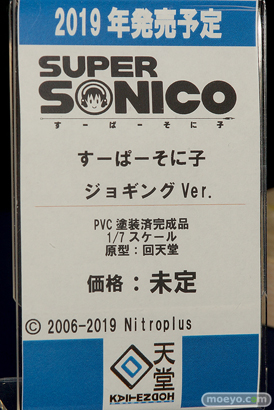 2019年発売予定
SUPER
SONICO
すーぱーそに子
すーぱーそに子
ジョギングVer.
PVC塗装済完成品
1/7スケール
原型：回天堂
価格：未定
© 2006-2019 Nitroplus
天堂
KAITENDOH
moeyo.com